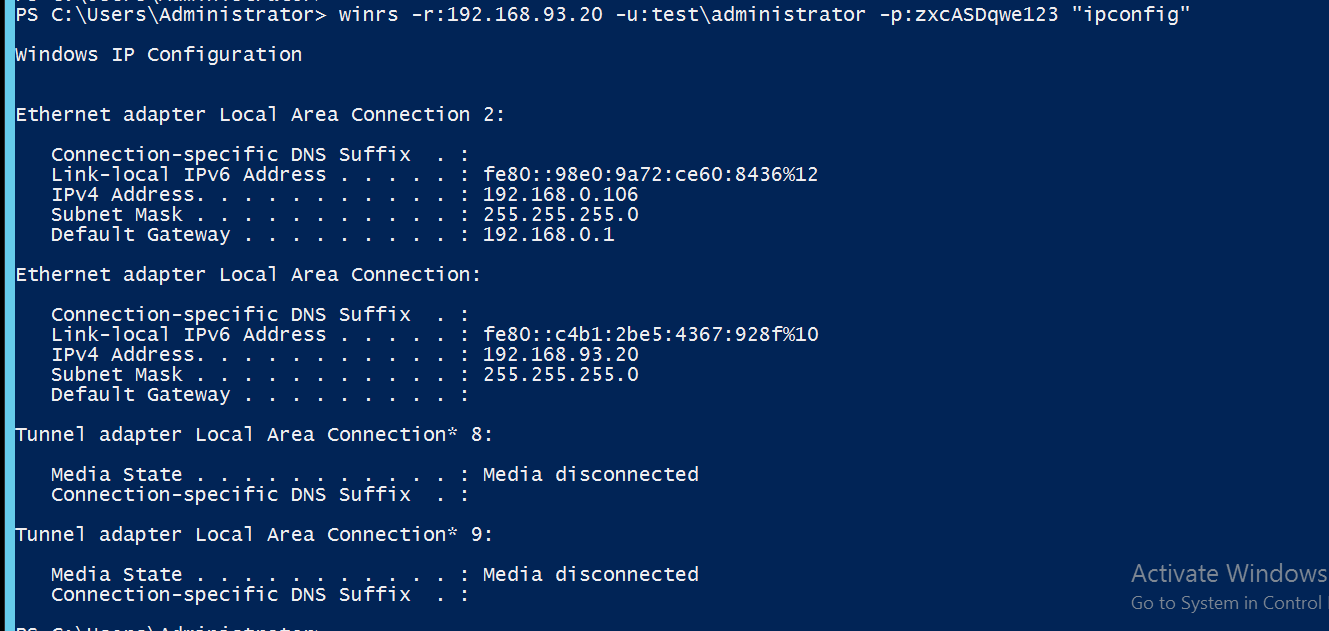 PS C:\Users\Administrator> winrs -r:192.168.93.20 -u:test\administrator -p:zxcASDqwe123 "ipconfig"
Windows IP Configuration
Ethernet adapter Local Area Connection 2:
Connection-specific DNS Suffix . :
Link-local IPv6 Address . . . . . : fe80::98e0:9a72:ce60:8436%12
IPv4 Address. . . . . . . . . . . : 192.168.0.106
Subnet Mask . . . . . . . . . . . : 255.255.255.0
Default Gateway . . . . . . . . . : 192.168.0.1
Ethernet adapter Local Area Connection:
Connection-specific DNS Suffix . :
Link-local IPv6 Address . . . . . : fe80::c4b1:2be5:4367:928f%10
IPv4 Address. . . . . . . . . . . : 192.168.93.20
Subnet Mask . . . . . . . . . . . : 255.255.255.0
Default Gateway . . . . . . . . . :
Tunnel adapter Local Area Connection* 8:
Media State . . . . . . . . . . . : Media disconnected
Connection-specific DNS Suffix . :
Tunnel adapter Local Area Connection* 9:
Media State . . . . . . . . . . . : Media disconnected
Connection-specific DNS Suffix . :
Activate Windows
Go to System in Control